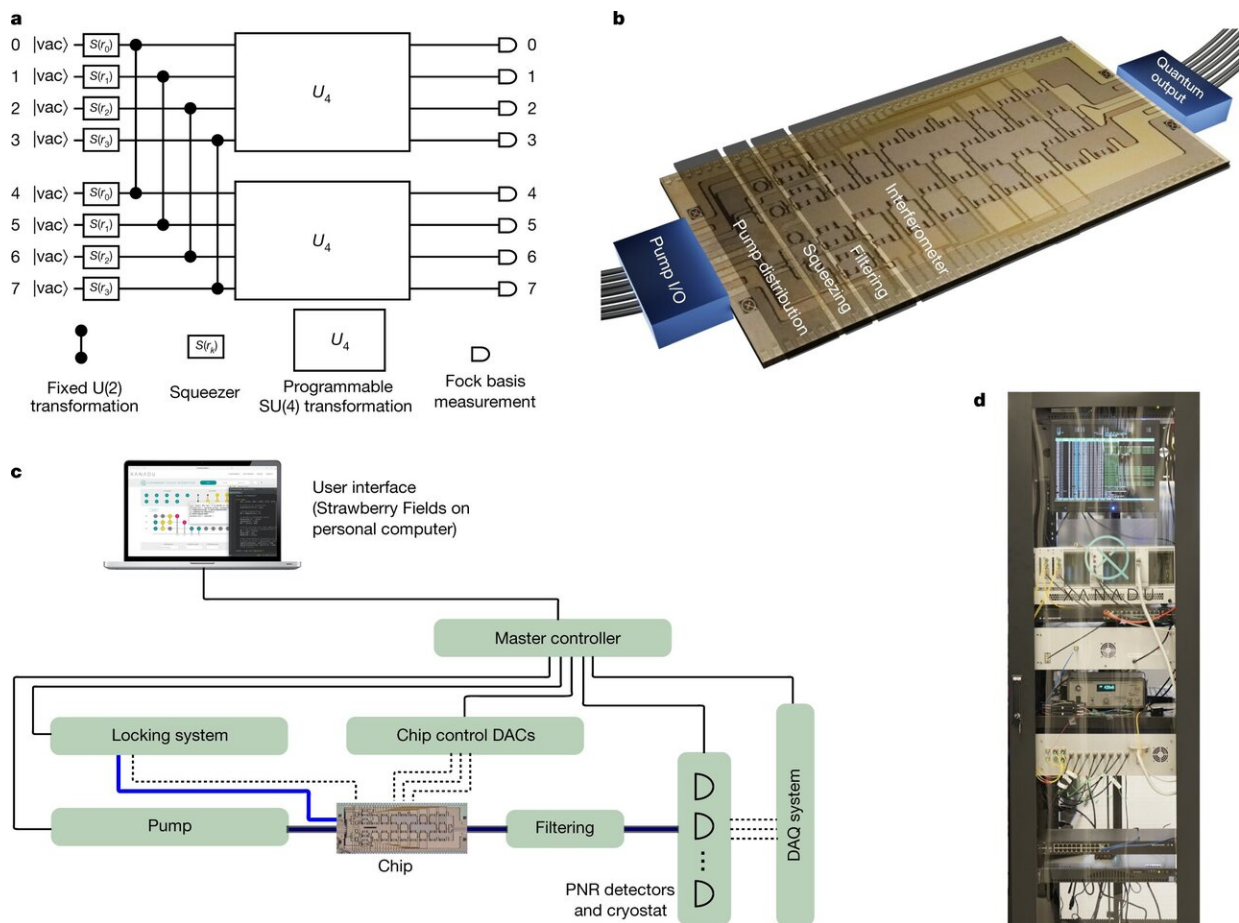 a
0 |vac⟩ S(r₀) 0
1 |vac⟩ S(r₁) 1
2 |vac⟩ S(r₂) U₄ 2
3 |vac⟩ S(r₃) 3
4 |vac⟩ S(r₀) 4
5 |vac⟩ S(r₁) 5
6 |vac⟩ S(r₂) U₄ 6
7 |vac⟩ S(r₃) 7
Fixed U(2)
transformation
S(rₖ)
Squeezer
U₄
Programmable
SU(4) transformation
Fock basis
measurement
b
Pump I/O
Pump distribution
Squeezing
Filtering
Interferometer
Quantum
output
c
XANADU
User interface
(Strawberry Fields on
personal computer)
Master controller
Locking system
Chip control DACs
Pump
Chip
Filtering
PNR detectors
and cryostat
DAQ system
d
XANADU